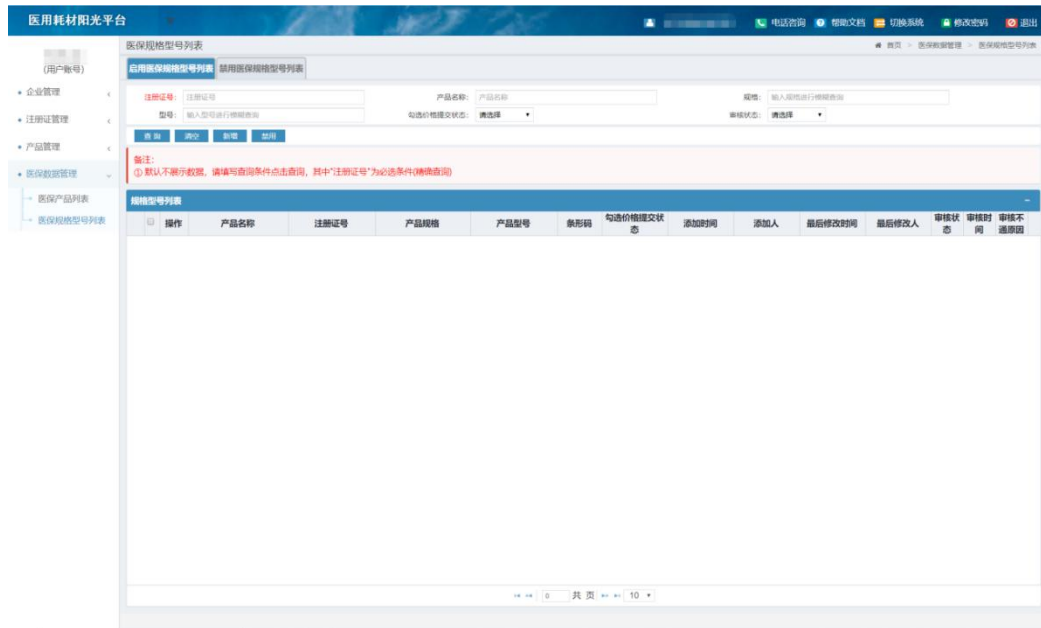 医用耗材阳光平台
电话咨询 帮助文档 切换系统 修改密码 退出
(用户账号)
企业管理
注册证管理
产品管理
医保数据管理
医保产品列表
医保规格型号列表
医保规格型号列表
首页 > 医保数据管理 > 医保规格型号列表
启用医保规格型号列表 禁用医保规格型号列表
注册证号: 注册证号 产品名称: 产品名称 规格: 输入规格进行模糊查询
型号: 输入型号进行模糊查询 勾选价格提交状态: 请选择 审核状态: 请选择
查询 清空 新增 禁用
备注:
① 默认不展示数据, 请填写查询条件点击查询, 其中"注册证号"为必选条件(精确查询)
规格型号列表
操作 产品名称 注册证号 产品规格 产品型号 条形码 勾选价格提交状态 添加时间 添加人 最后修改时间 最后修改人 审核状态 审核时间 审核不通原因
0 共 页 10